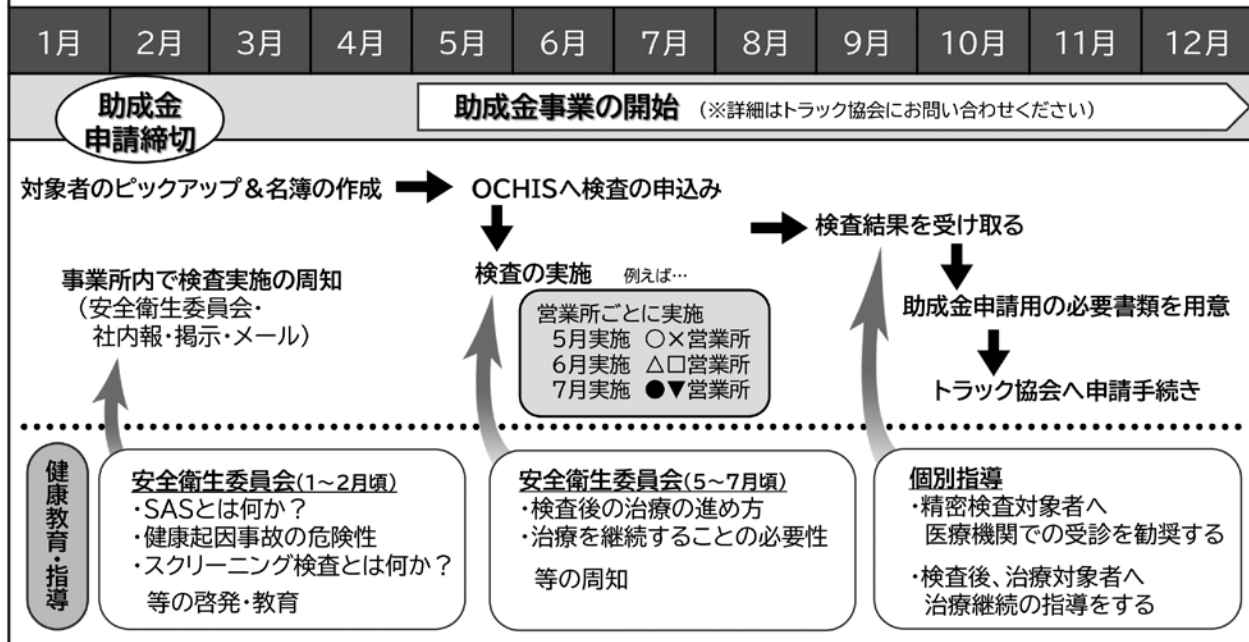 1月 2月 3月 4月 5月 6月 7月 8月 9月 10月 11月 12月
助成金
申請締切
助成金事業の開始 (※詳細はトラック協会にお問い合わせください)
対象者のピックアップ&名簿の作成
OCHISへ検査の申込み
検査結果を受け取る
事業所内で検査実施の周知
(安全衛生委員会・
社内報・掲示・メール)
検査の実施 例えば…
営業所ごとに実施
5月実施 ○×営業所
6月実施 △□営業所
7月実施 ●▼営業所
助成金申請用の必要書類を用意
トラック協会へ申請手続き
健康教育・指導
安全衛生委員会(1~2月頃)
・SASとは何か?
・健康起因事故の危険性
・スクリーニング検査とは何か?
等の啓発・教育
安全衛生委員会(5~7月頃)
・検査後の治療の進め方
・治療を継続することの必要性
等の周知
個別指導
・精密検査対象者へ
医療機関での受診を勧奨する
・検査後、治療対象者へ
治療継続の指導をする